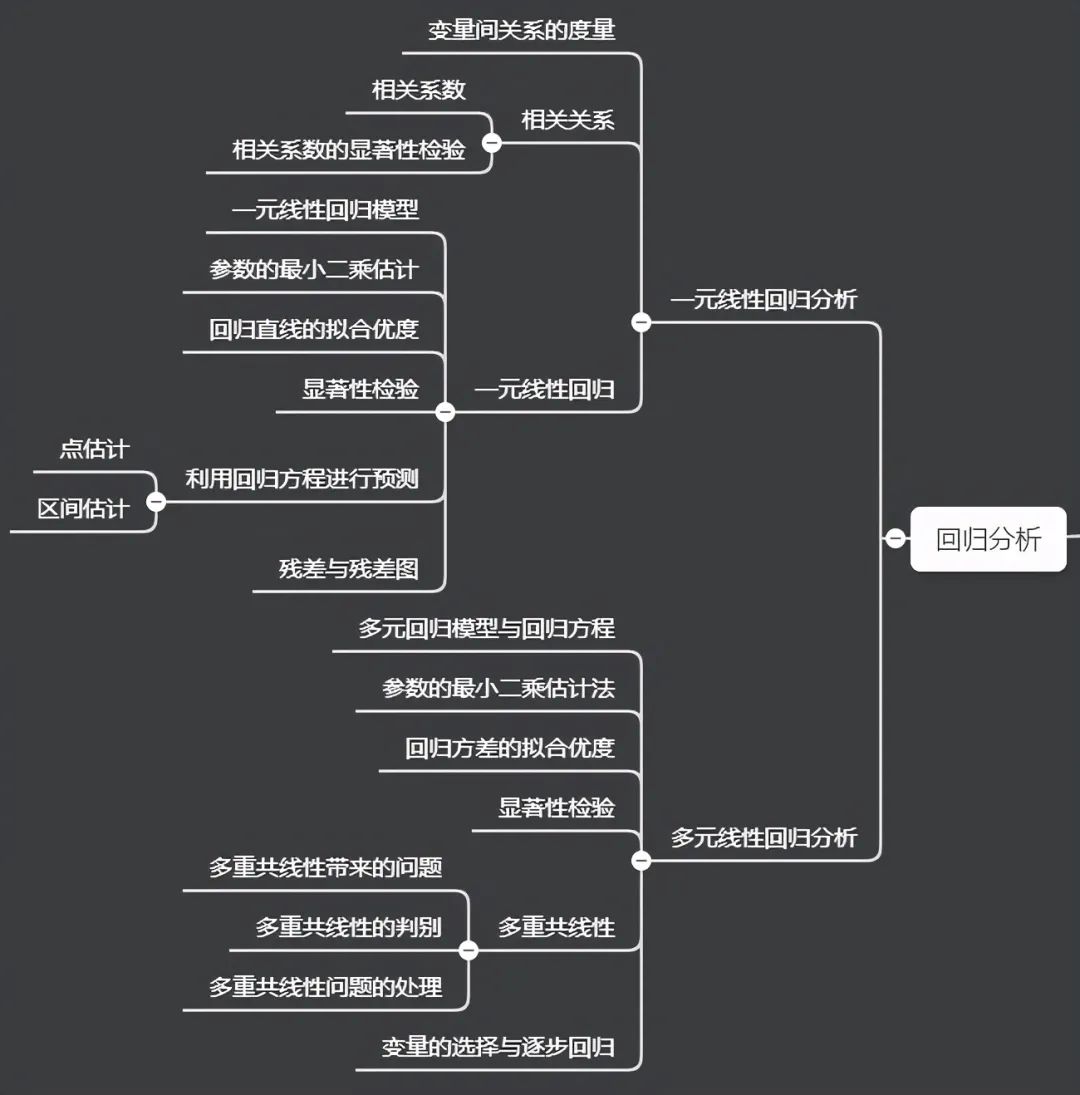 变量间关系的度量
相关系数
相关关系
相关系数的显著性检验
一元线性回归模型
参数的最小二乘估计
一元线性回归分析
回归直线的拟合优度
显著性检验
一元线性回归
点估计
利用回归方程进行预测
区间估计
回归分析
残差与残差图
多元回归模型与回归方程
参数的最小二乘估计法
回归方差的拟合优度
显著性检验
多元线性回归分析
多重共线性带来的问题
多重共线性的判别
多重共线性
多重共线性问题的处理
变量的选择与逐步回归